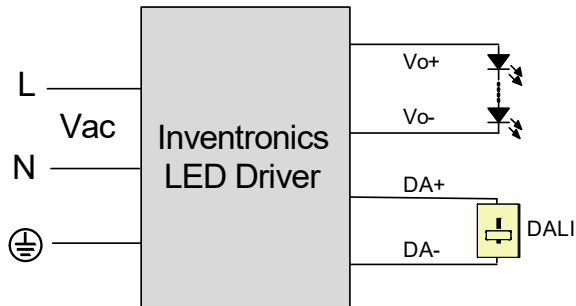 L
Vac
N
Inventronics
LED Driver
Vo+
Vo-
DA+
DA-
DALI